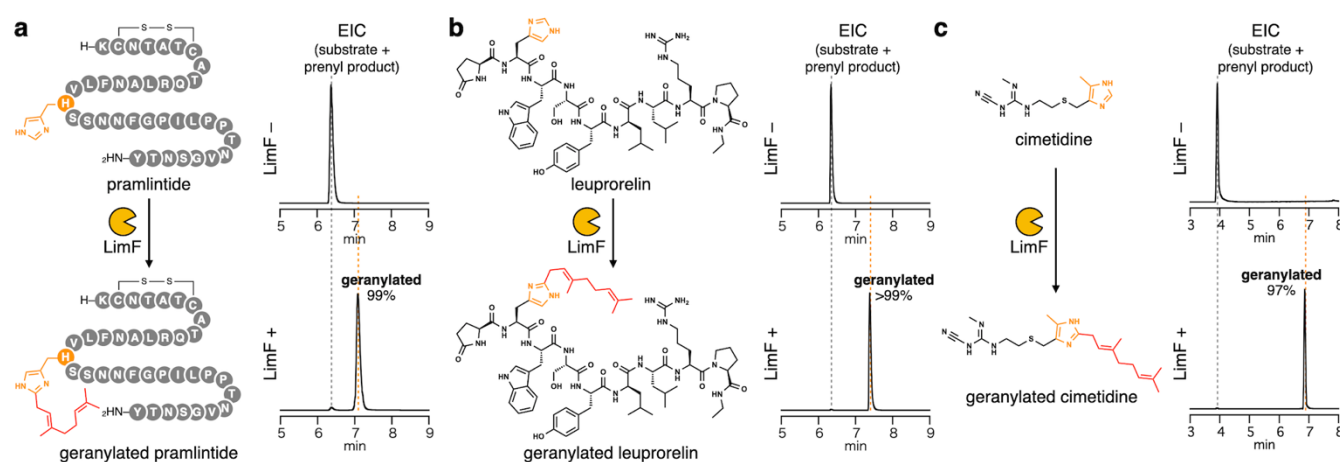 a
S S
H-KCNTATC
A
VLFNALRQT
H
SSNNFGPILPP
T
₂HN-YTNSGVN
HN
N
pramlintide
LimF
S S
H-KCNTATC
A
VLFNALRQT
H
SSNNFGPILPP
T
₂HN-YTNSGVN
HN
N
geranylated pramlintide
EIC
(substrate +
prenyl product)
LimF −
5 6 7 8 9
min
geranylated
99%
LimF +
5 6 7 8 9
min
b
leuprorelin
LimF
geranylated leuprorelin
EIC
(substrate +
prenyl product)
LimF −
5 6 7 8 9
min
geranylated
>99%
LimF +
5 6 7 8 9
min
c
cimetidine
LimF
geranylated cimetidine
EIC
(substrate +
prenyl product)
LimF −
3 4 5 6 7 8
min
geranylated
97%
LimF +
3 4 5 6 7 8
min